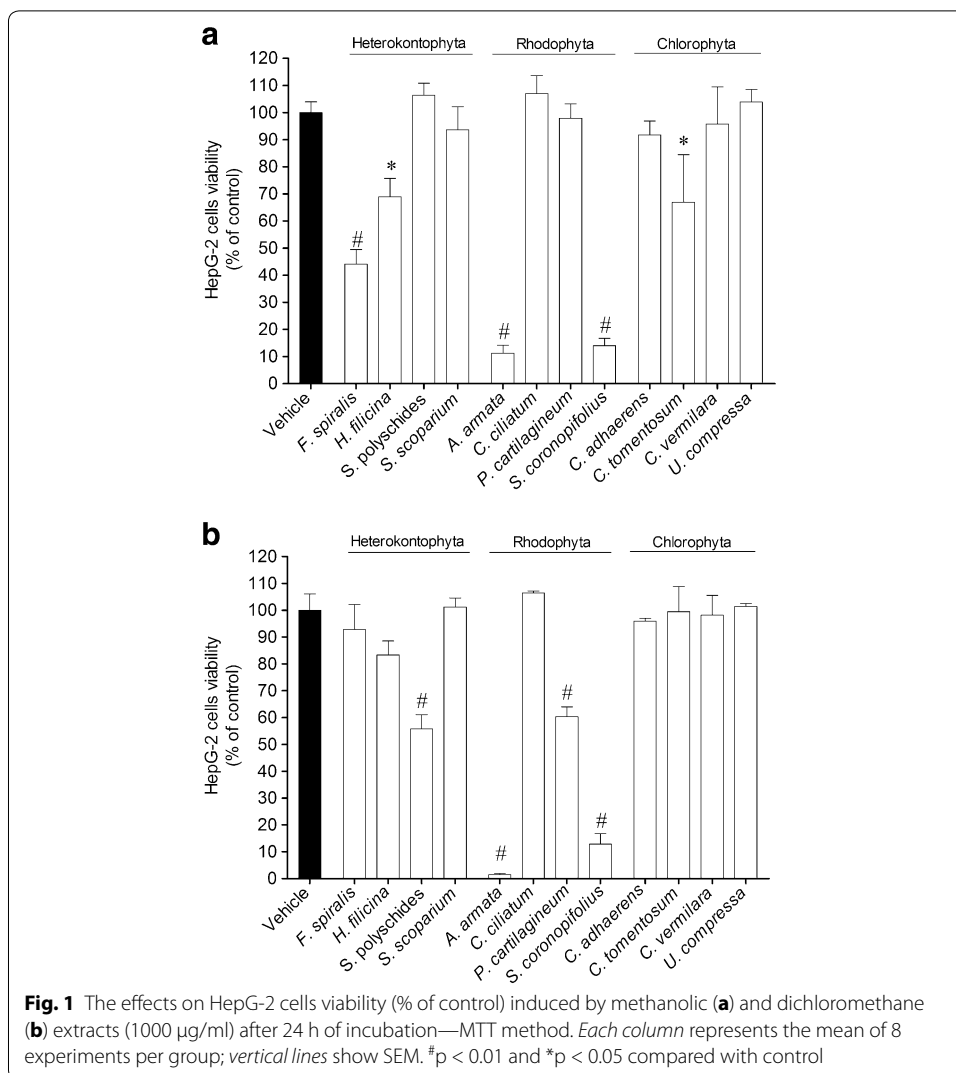 a
Heterokontophyta Rhodophyta Chlorophyta
HepG-2 cells viability
(% of control)
120
110
100
90
80
70
60
50
40
30
20
10
0
# * # # *
Vehicle
F. spiralis
H. filicina
S. polyschides
S. scoparium
A. armata
C. ciliatum
P. cartilagineum
S. coronopifolius
C. adhaerens
C. tomentosum
C. vermilara
U. compressa
b
Heterokontophyta Rhodophyta Chlorophyta
HepG-2 cells viability
(% of control)
120
110
100
90
80
70
60
50
40
30
20
10
0
# # # #
Vehicle
F. spiralis
H. filicina
S. polyschides
S. scoparium
A. armata
C. ciliatum
P. cartilagineum
S. coronopifolius
C. adhaerens
C. tomentosum
C. vermilara
U. compressa
Fig. 1 The effects on HepG-2 cells viability (% of control) induced by methanolic (a) and dichloromethane
(b) extracts (1000 µg/ml) after 24 h of incubation—MTT method. Each column represents the mean of 8
experiments per group; vertical lines show SEM. #p < 0.01 and *p < 0.05 compared with control